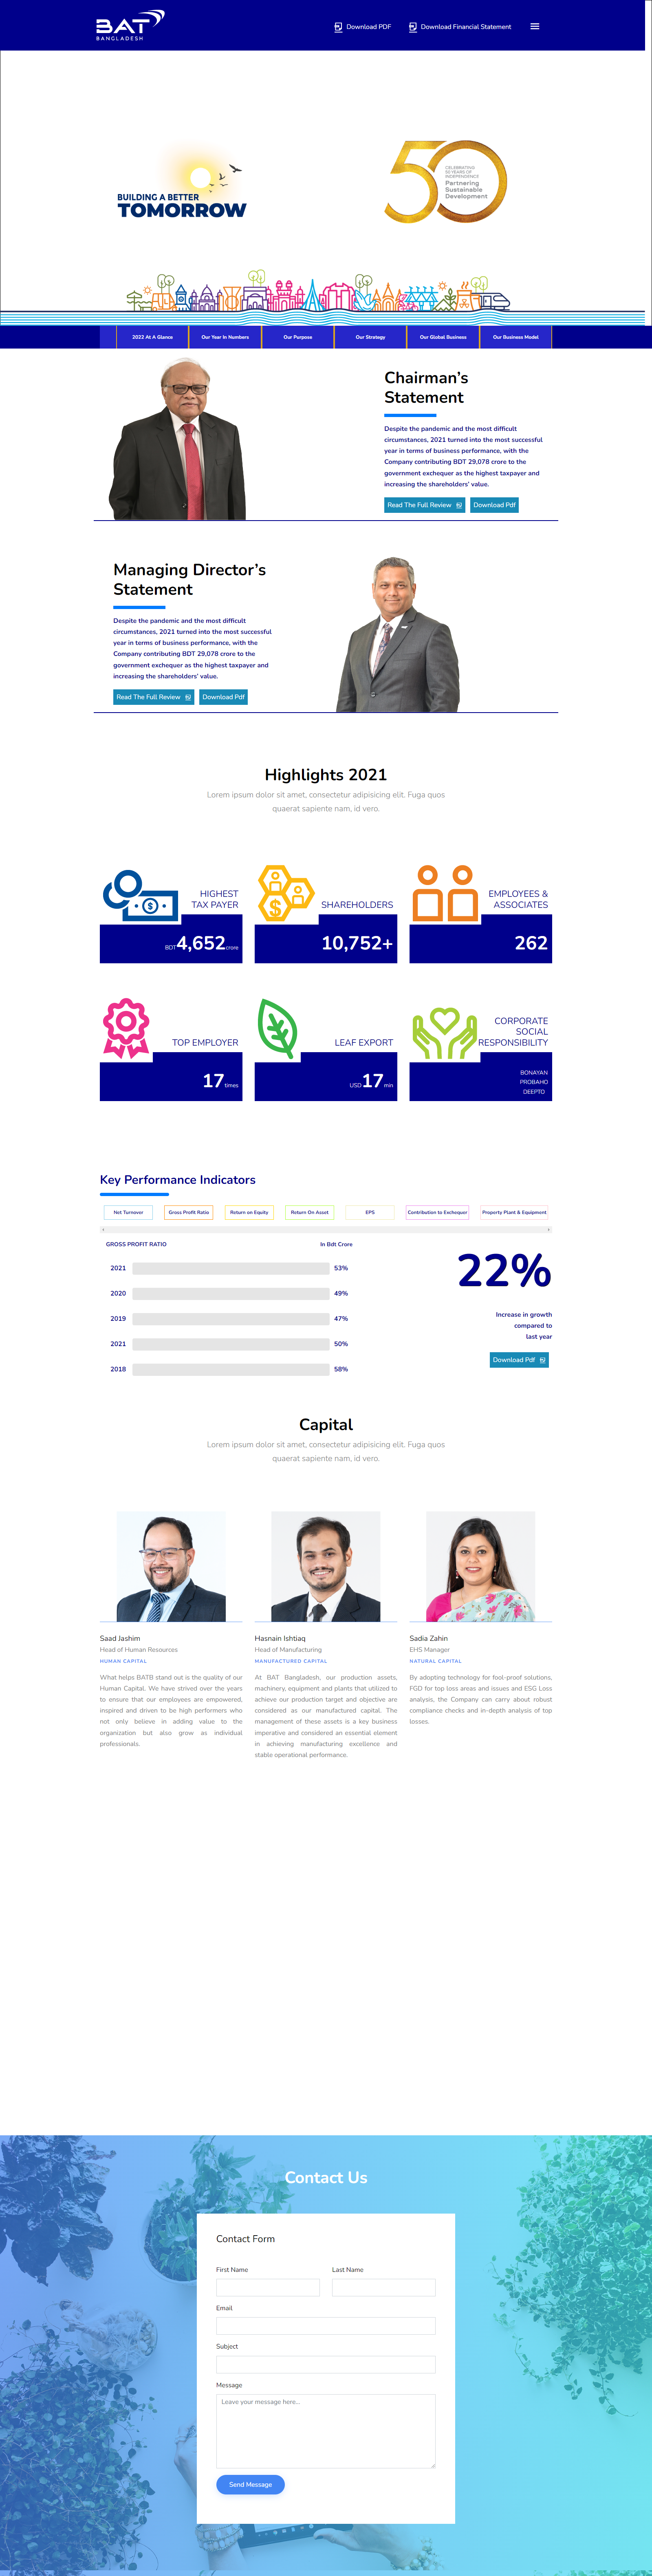 BAT
BANGLADESH
Download PDF
Download Financial Statement
BUILDING A BETTER
TOMORROW
50
CELEBRATING
50 YEARS OF
INDEPENDENCE
Partnering
Sustainable
Development
2022 At A Glance
Our Year In Numbers
Our Purpose
Our Strategy
Our Global Business
Our Business Model
Chairman's
Statement
Despite the pandemic and the most difficult
circumstances, 2021 turned into the most successful
year in terms of business performance, with the
Company contributing BDT 29,078 crore to the
government exchequer as the highest taxpayer and
increasing the shareholders' value.
Read The Full Review
Download Pdf
Managing Director's
Statement
Despite the pandemic and the most difficult
circumstances, 2021 turned into the most successful
year in terms of business performance, with the
Company contributing BDT 29,078 crore to the
government exchequer as the highest taxpayer and
increasing the shareholders' value.
Read The Full Review
Download Pdf
Highlights 2021
Lorem ipsum dolor sit amet, consectetur adipisicing elit. Fuga quos
quaerat sapiente nam, id vero.
HIGHEST
TAX PAYER
BDT 4,652 crore
SHAREHOLDERS
10,752+
EMPLOYEES &
ASSOCIATES
262
TOP EMPLOYER
17 times
LEAF EXPORT
USD 17 min
CORPORATE
SOCIAL
RESPONSIBILITY
BONAYAN
PROBAHO
DEEPTO
Key Performance Indicators
Net Turnover
Gross Profit Ratio
Return on Equity
Return On Asset
EPS
Contribution to Exchequer
Property Plant & Equipment
GROSS PROFIT RATIO
In Bdt Crore
2021 53%
2020 49%
2019 47%
2021 50%
2018 58%
22%
Increase in growth
compared to
last year
Download Pdf
Capital
Lorem ipsum dolor sit amet, consectetur adipisicing elit. Fuga quos
quaerat sapiente nam, id vero.
Saad Jashim
Head of Human Resources
HUMAN CAPITAL
What helps BATB stand out is the quality of our
Human Capital. We have strived over the years
to ensure that our employees are empowered,
inspired and driven to be high performers who
not only believe in adding value to the
organization but also grow as individual
professionals.
Hasnain Ishtiaq
Head of Manufacturing
MANUFACTURED CAPITAL
At BAT Bangladesh, our production assets,
machinery, equipment and plants that utilized to
achieve our production target and objective are
considered as our manufactured capital. The
management of these assets is a key business
imperative and considered an essential element
in achieving manufacturing excellence and
stable operational performance.
Sadia Zahin
EHS Manager
NATURAL CAPITAL
By adopting technology for fool-proof solutions,
FGD for top loss areas and issues and ESG Loss
analysis, the Company can carry about robust
compliance checks and in-depth analysis of top
losses.
Contact Us
Contact Form
First Name
Last Name
Email
Subject
Message
Leave your message here...
Send Message